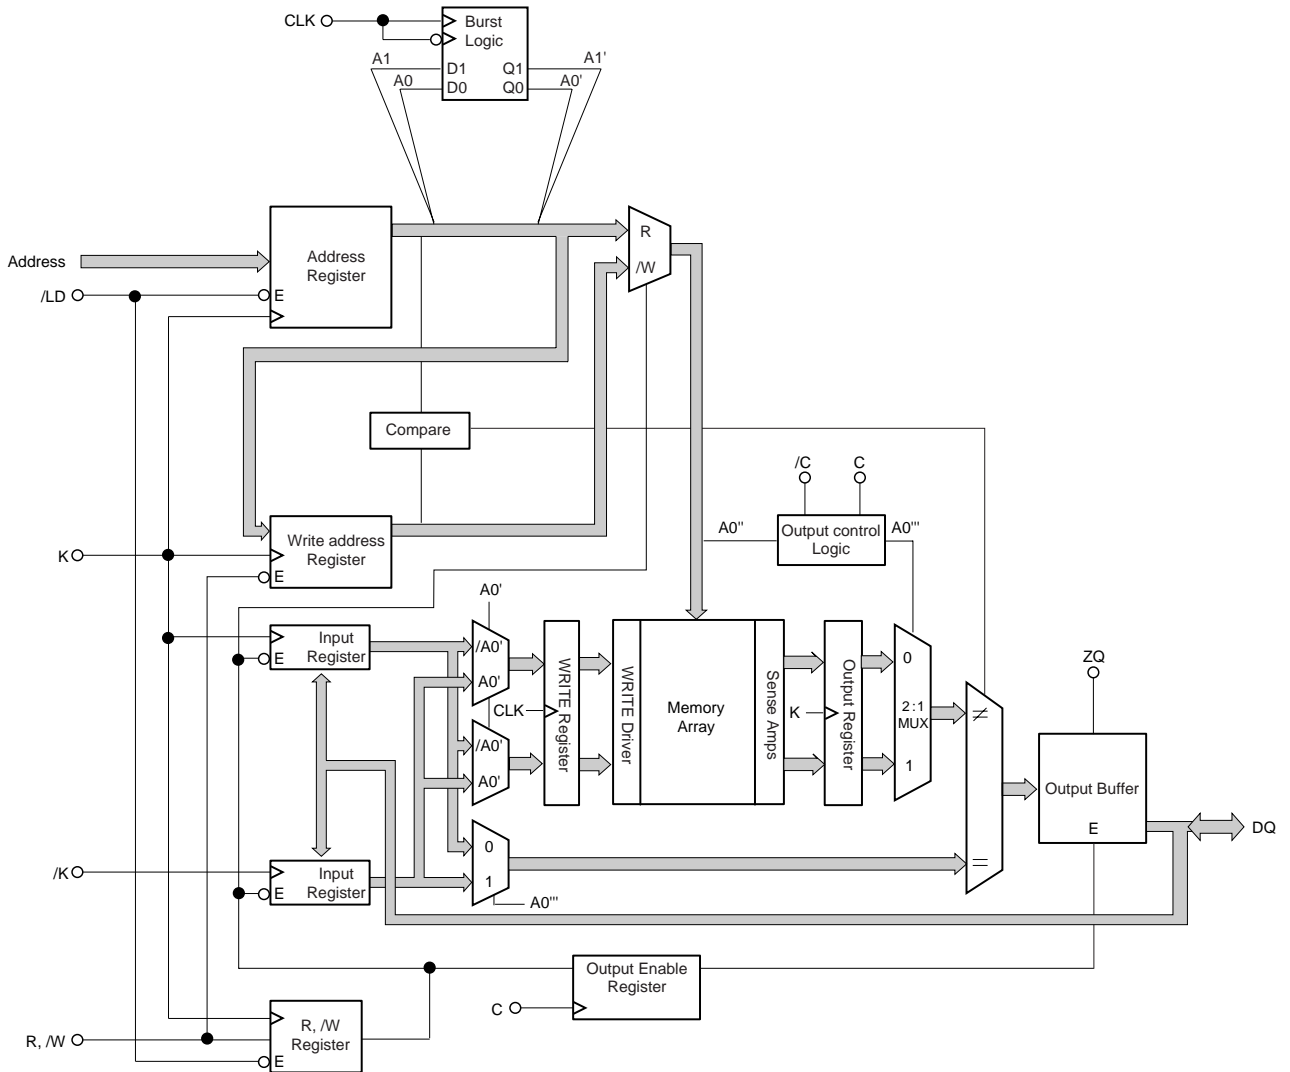 CLK
Burst
Logic
A1
D1
Q1
A1'
A0
D0
Q0
A0'
Address
Address
Register
R
/W
/LD
E
Compare
/C
C
A0''
Output control
Logic
A0'''
Write address
Register
K
E
A0'
Input
Register
E
/A0'
A0'
CLK
/A0'
A0'
WRITE Register
WRITE Driver
Memory
Array
Sense Amps
K
Output Register
0
2:1
MUX
1
≠
ZQ
Output Buffer
E
DQ
/K
Input
Register
E
0
1
=
A0'''
Output Enable
Register
C
R, /W
R, /W
Register
E